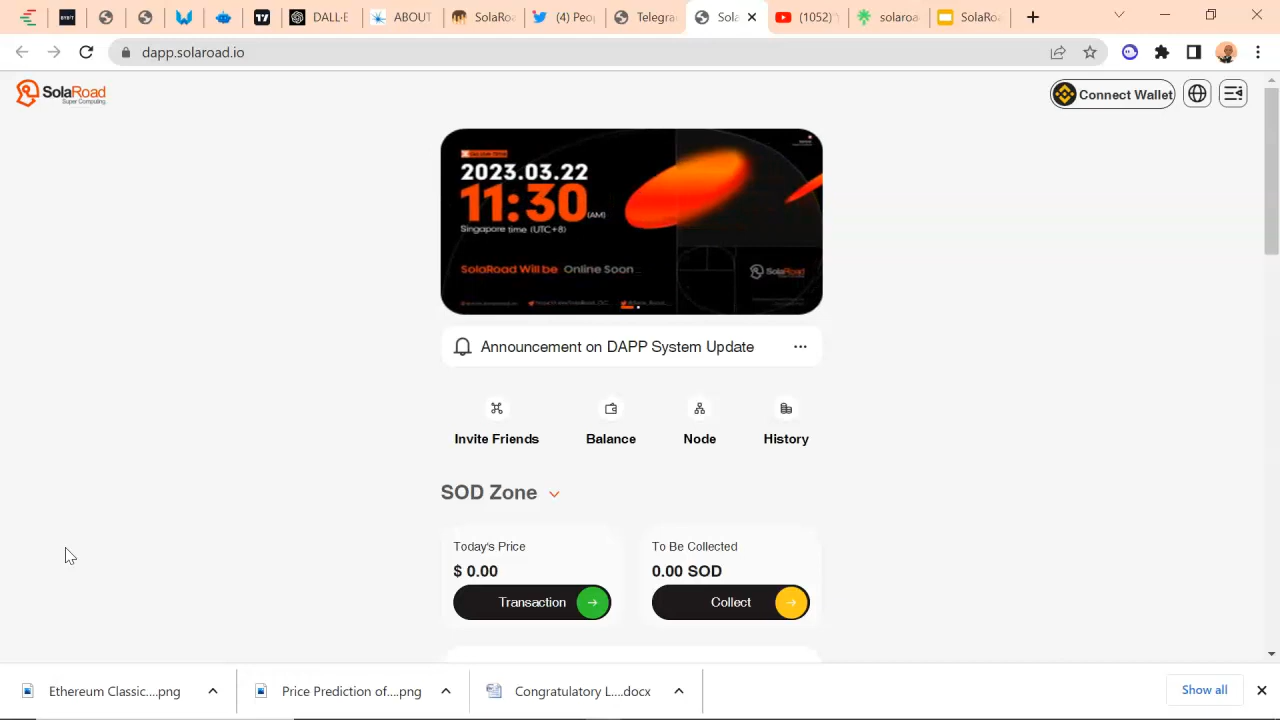 DALL·E
ABOUT
SolaRo
(4) Peo
Telegra
Sola
(1052)
solaroa
SolaRo
dapp.solaroad.io
SolaRoad
Super Computing.
Connect Wallet
2023.03.22
11:30 (AM)
Singapore time (UTC+8)
SolaRoad Will be Online Soon
SolaRoad
Announcement on DAPP System Update
Invite Friends
Balance
Node
History
SOD Zone
Today's Price
To Be Collected
$ 0.00
0.00 SOD
Transaction
Collect
Ethereum Classic....png
Price Prediction of....png
Congratulatory L....docx
Show all